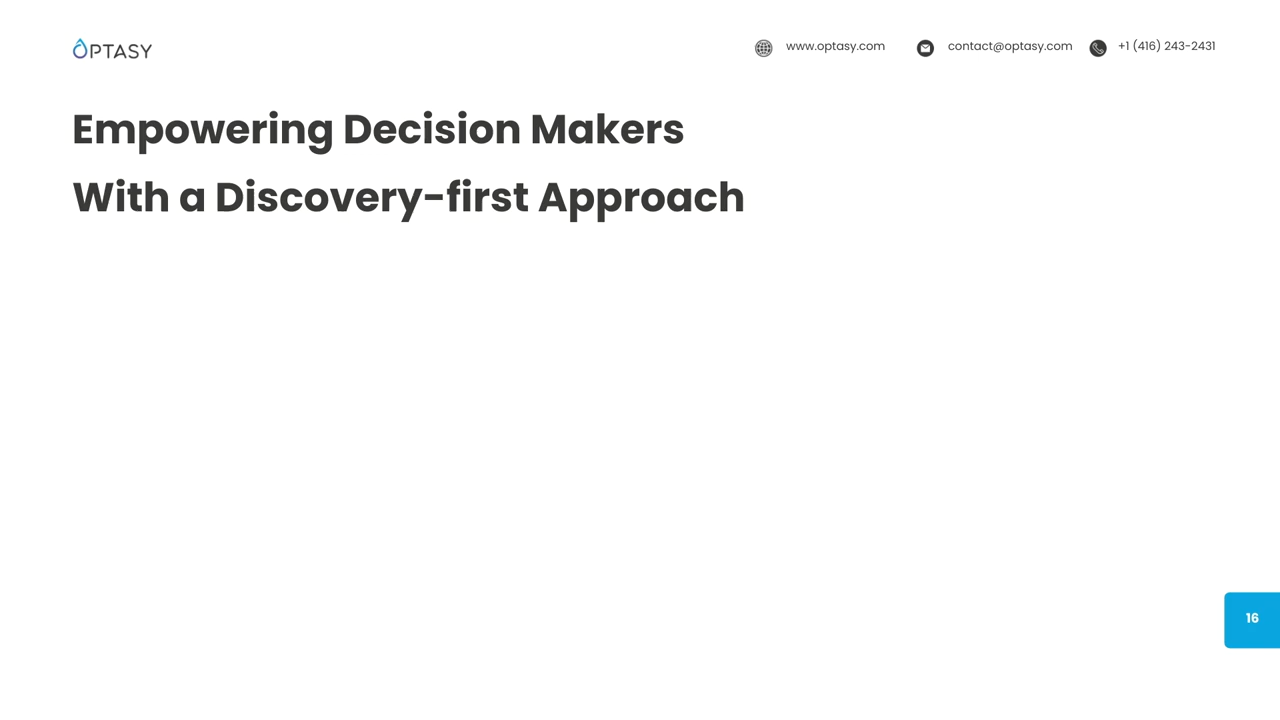 OPTASY
www.optasy.com
contact@optasy.com
+1 (416) 243-2431
Empowering Decision Makers
With a Discovery-first Approach
16